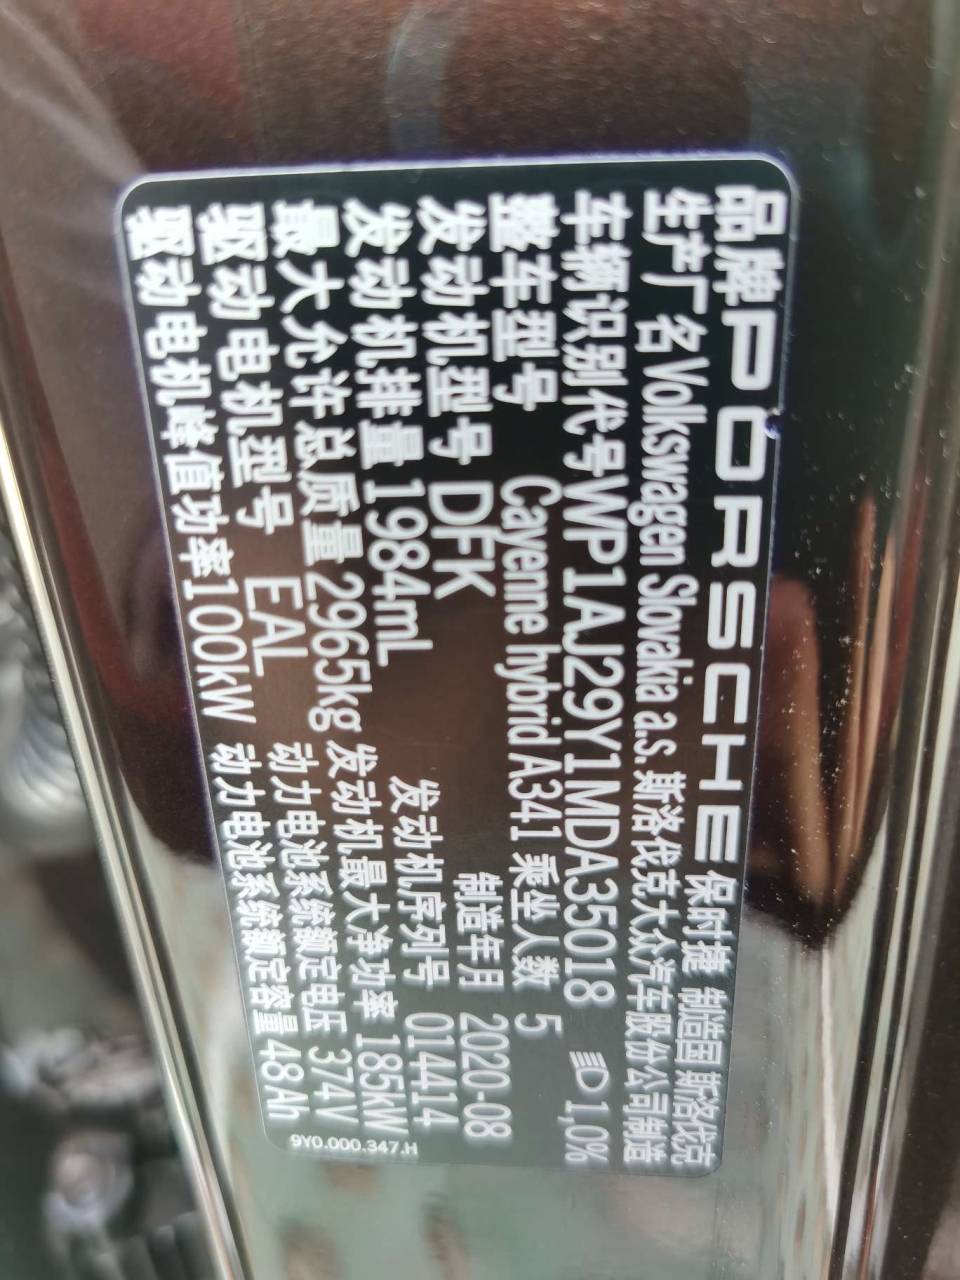 品牌 PORSCHE 保时捷 制造国 斯洛伐克
生产厂名 Volkswagen Slovakia a.s. 斯洛伐克大众汽车股份公司制造
车辆识别代号 WP1AJ29Y1MDA35018 1,0%
整车型号 Cayenne hybrid A341 乘坐人数 5
发动机型号 DFK 制造年月 2020-08
发动机排量 1984mL 发动机序列号 014414
最大允许总质量 2965kg 发动机最大净功率 185kW
驱动电机型号 EAL 动力电池系统额定电压 374V
驱动电机峰值功率 100kW 动力电池系统额定容量 48Ah
9Y0.000.347.H